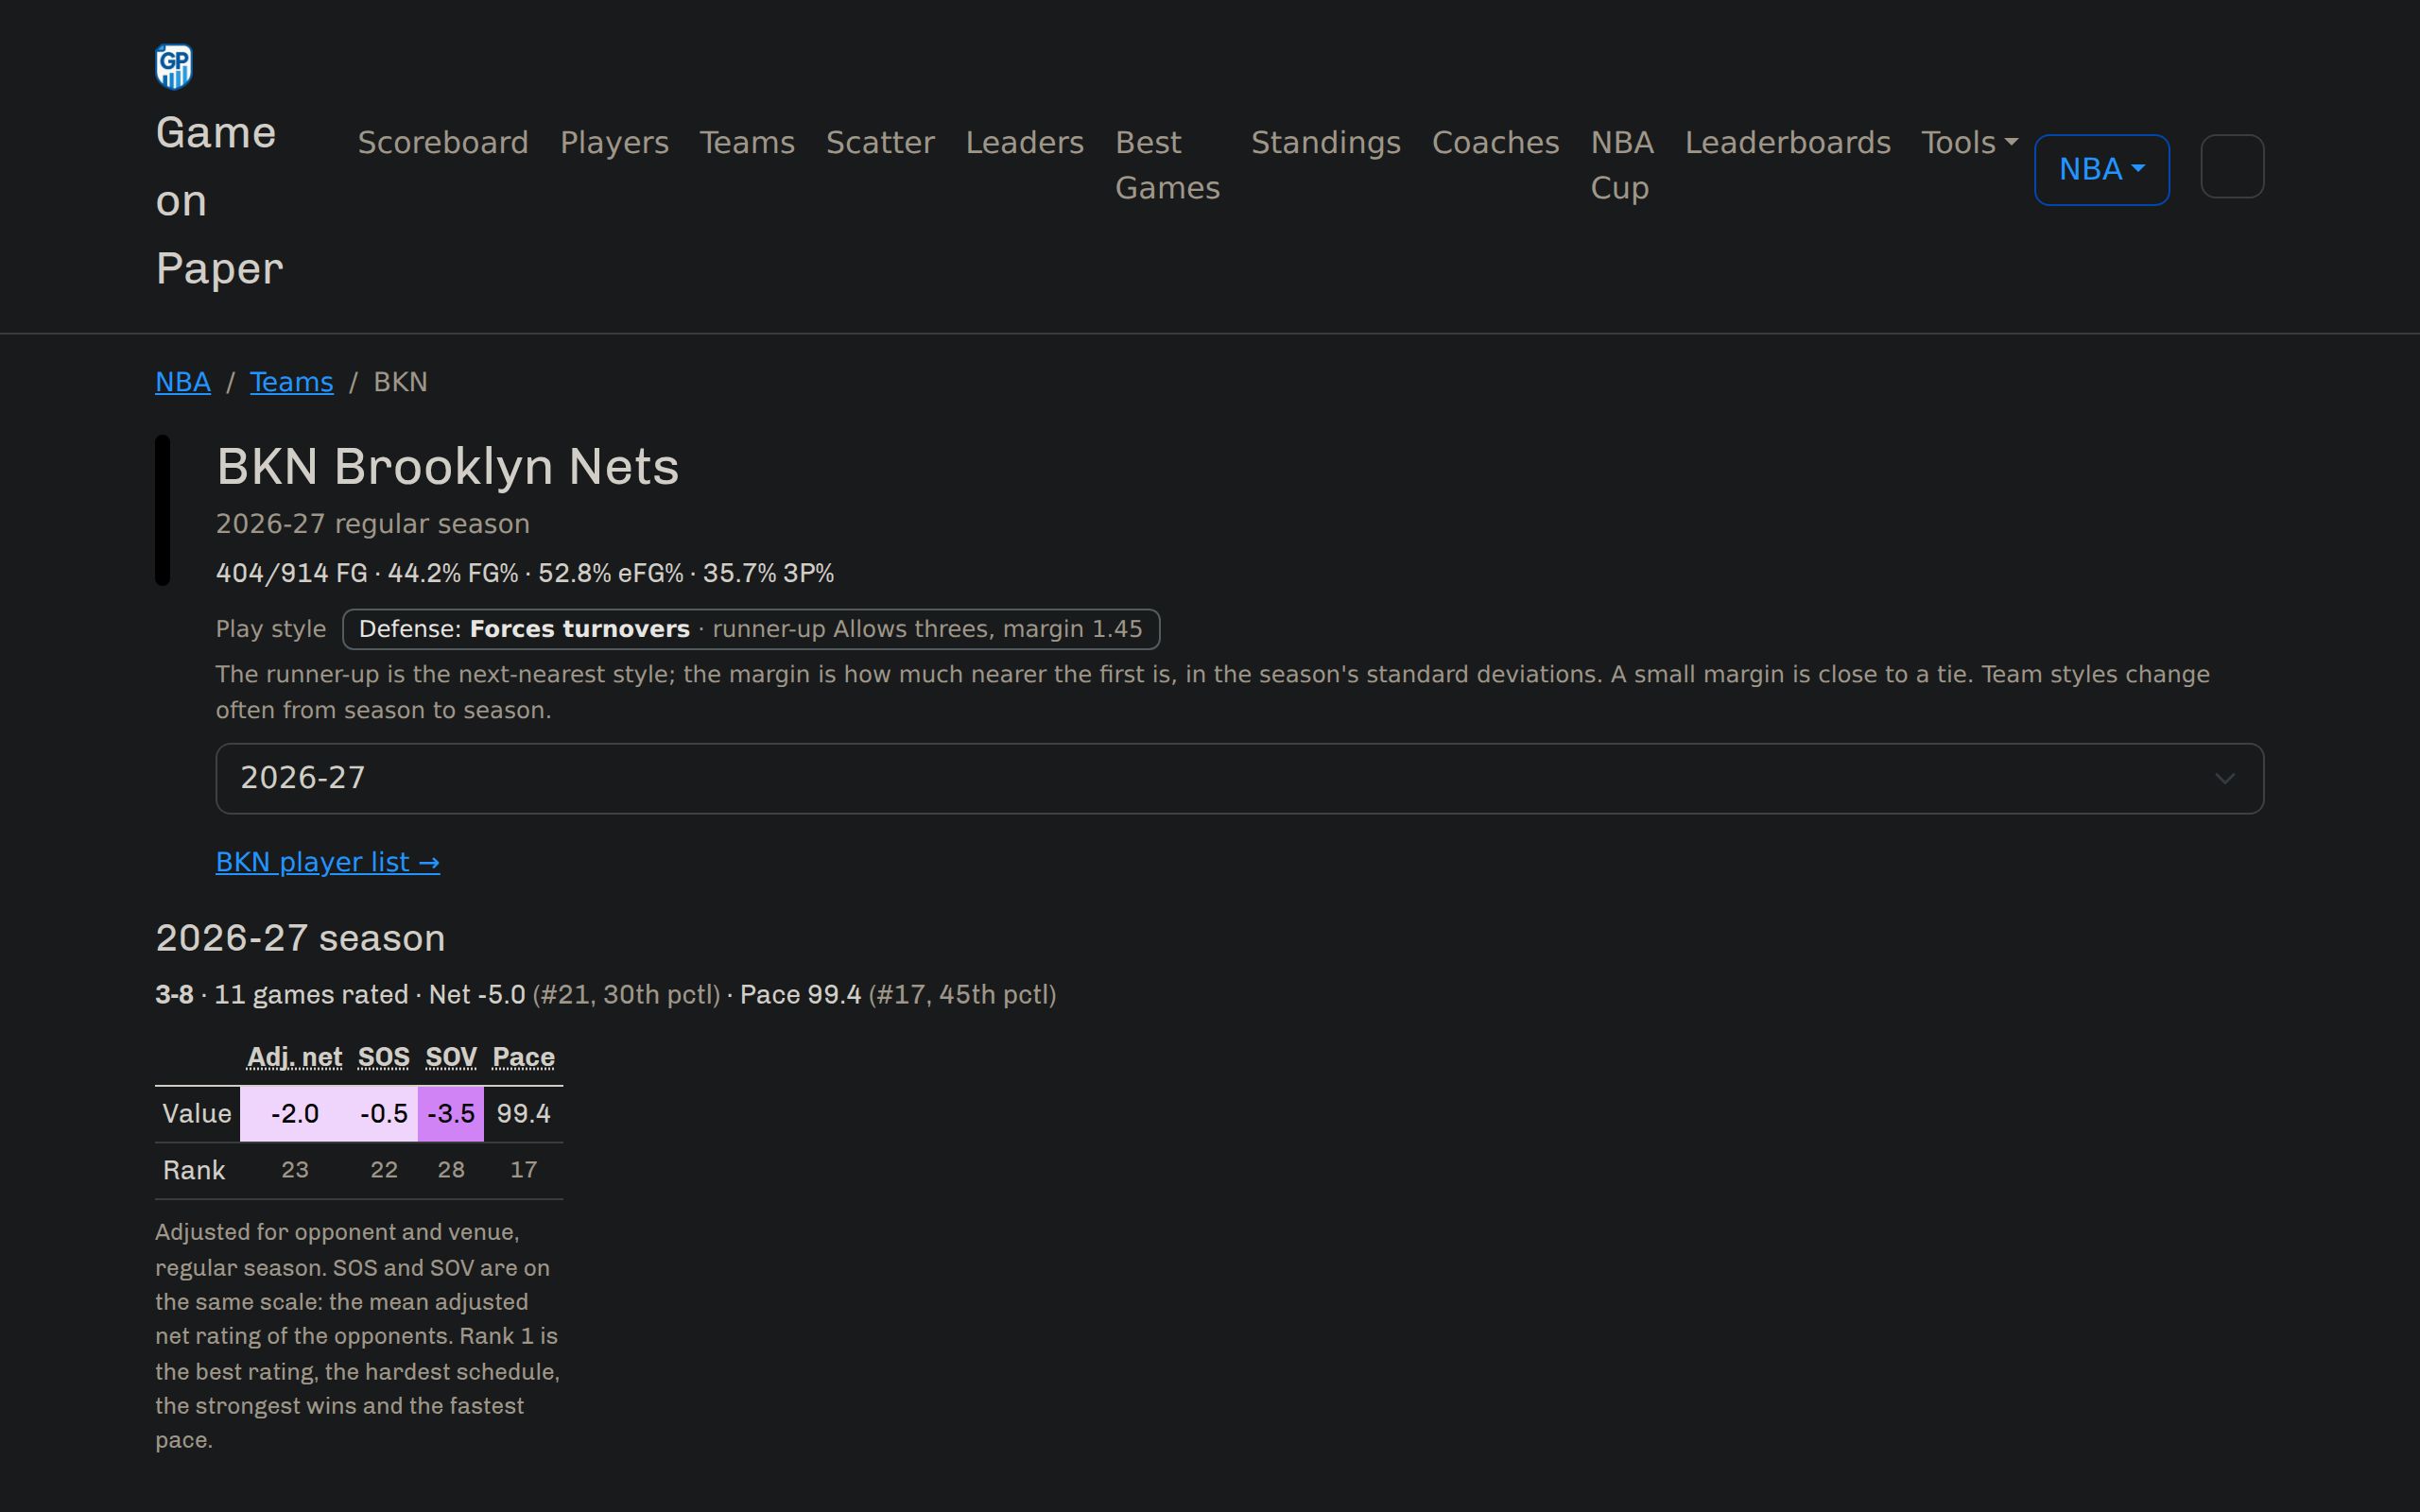 GP
Game
on
Paper
Scoreboard Players Teams Scatter Leaders Best Games Standings Coaches NBA Cup Leaderboards Tools NBA
NBA / Teams / BKN
BKN Brooklyn Nets
2026-27 regular season
404/914 FG · 44.2% FG% · 52.8% eFG% · 35.7% 3P%
Play style Defense: Forces turnovers · runner-up Allows threes, margin 1.45
The runner-up is the next-nearest style; the margin is how much nearer the first is, in the season's standard deviations. A small margin is close to a tie. Team styles change
often from season to season.
2026-27
BKN player list →
2026-27 season
3-8 · 11 games rated · Net -5.0 (#21, 30th pctl) · Pace 99.4 (#17, 45th pctl)
Adj. net SOS SOV Pace
Value -2.0 -0.5 -3.5 99.4
Rank 23 22 28 17
Adjusted for opponent and venue,
regular season. SOS and SOV are on
the same scale: the mean adjusted
net rating of the opponents. Rank 1 is
the best rating, the hardest schedule,
the strongest wins and the fastest
pace.